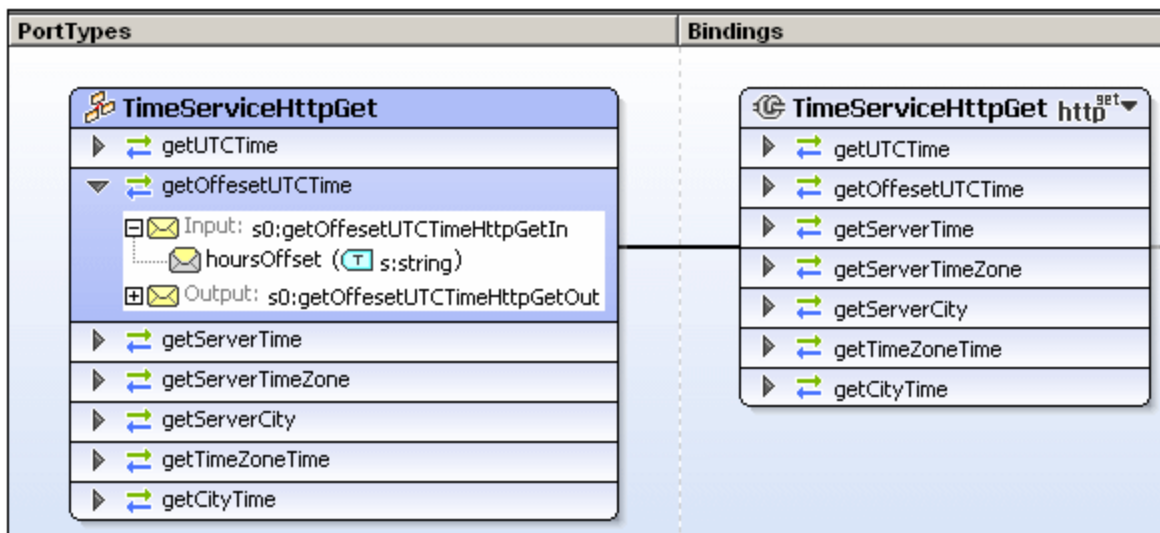 PortTypes
Bindings
TimeServiceHttpGet
getUTCTime
getOffesetUTCTime
Input: s0:getOffesetUTCTimeHttpGetIn
hoursOffset (T s:string)
Output: s0:getOffesetUTCTimeHttpGetOut
getServerTime
getServerTimeZone
getServerCity
getTimeZoneTime
getCityTime
TimeServiceHttpGet http get
getUTCTime
getOffesetUTCTime
getServerTime
getServerTimeZone
getServerCity
getTimeZoneTime
getCityTime